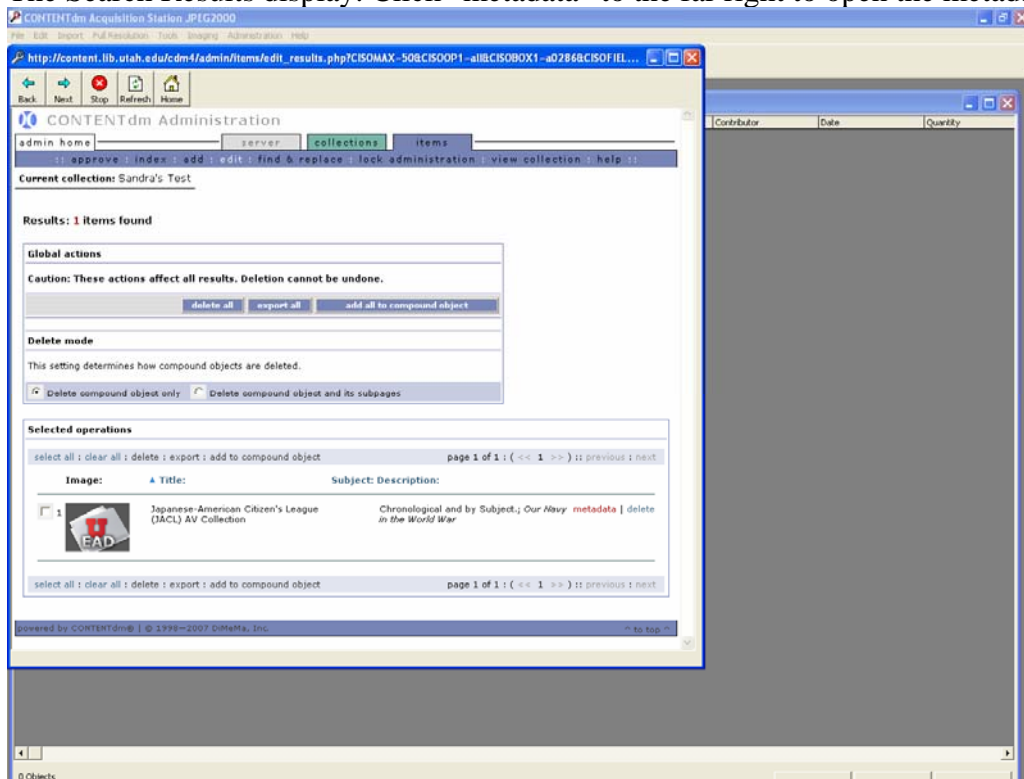 The Search Results display. Click "metadata" to the far right to open the metada
CONTENTdm Acquisition Station JPEG2000
File Edit Import Full Resolution Tools Imaging Administration Help
http://content.lib.utah.edu/cdm4/admin/items/edit_results.php?CISOMAX=50&CISOOP1=all&CISOBOX1=a0286&CISOFIEL...
Back Next Stop Refresh Home
CONTENTdm Administration
admin home server collections items
:: approve : index : add : edit : find & replace : lock administration : view collection : help ::
Current collection: Sandra's Test
Contributor Date Quantity
Results: 1 items found
Global actions
Caution: These actions affect all results. Deletion cannot be undone.
delete all export all add all to compound object
Delete mode
This setting determines how compound objects are deleted.
Delete compound object only Delete compound object and its subpages
Selected operations
select all : clear all : delete : export : add to compound object page 1 of 1 : ( << 1 >> ) :: previous : next
Image: Title: Subject: Description:
1 Japanese-American Citizen's League Chronological and by Subject.; Our Navy metadata | delete
(JACL) AV Collection in the World War
U
EAD
select all : clear all : delete : export : add to compound object page 1 of 1 : ( << 1 >> ) :: previous : next
powered by CONTENTdm® | © 1999-2007 DiMeMa, Inc. ^ to top ^
0 Objects